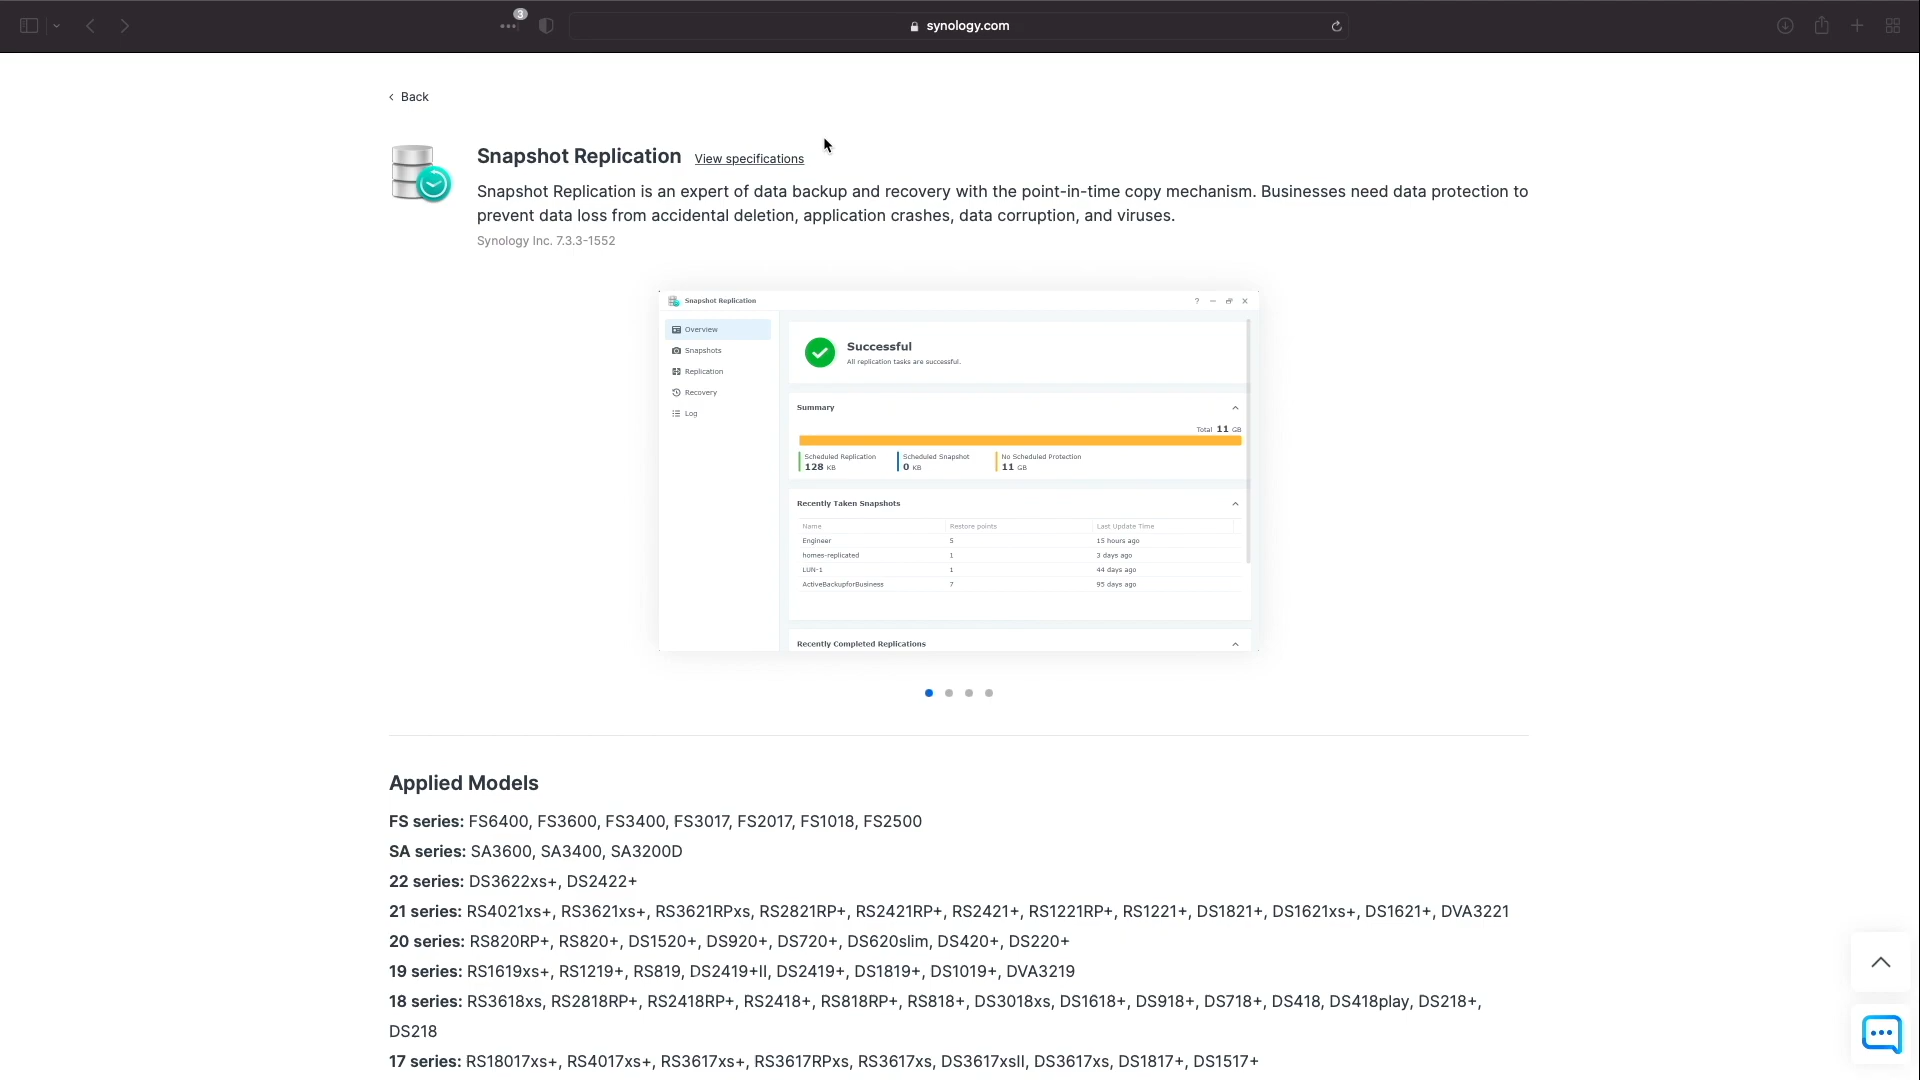 3
synology.com
Back
Snapshot Replication View specifications
Snapshot Replication is an expert of data backup and recovery with the point-in-time copy mechanism. Businesses need data protection to
prevent data loss from accidental deletion, application crashes, data corruption, and viruses.
Synology Inc. 7.3.3-1552
Snapshot Replication
?
Overview
Snapshots
Replication
Recovery
Log
Successful
All replication tasks are successful.
Summary
Total 11 GB
Scheduled Replication Scheduled Snapshot No Scheduled Protection
128 KB 0 KB 11 GB
Recently Taken Snapshots
Name Restore points Last Update Time
Engineer 5 15 hours ago
homes-replicated 1 3 days ago
LUN-1 1 44 days ago
ActiveBackupforBusiness 7 95 days ago
Recently Completed Replications
Applied Models
FS series: FS6400, FS3600, FS3400, FS3017, FS2017, FS1018, FS2500
SA series: SA3600, SA3400, SA3200D
22 series: DS3622xs+, DS2422+
21 series: RS4021xs+, RS3621xs+, RS3621RPxs, RS2821RP+, RS2421RP+, RS2421+, RS1221RP+, RS1221+, DS1821+, DS1621xs+, DS1621+, DVA3221
20 series: RS820RP+, RS820+, DS1520+, DS920+, DS720+, DS620slim, DS420+, DS220+
19 series: RS1619xs+, RS1219+, RS819, DS2419+II, DS2419+, DS1819+, DS1019+, DVA3219
18 series: RS3618xs, RS2818RP+, RS2418RP+, RS2418+, RS818RP+, RS818+, DS3018xs, DS1618+, DS918+, DS718+, DS418, DS418play, DS218+,
DS218
17 series: RS18017xs+, RS4017xs+, RS3617xs+, RS3617RPxs, RS3617xs, DS3617xsII, DS3617xs, DS1817+, DS1517+